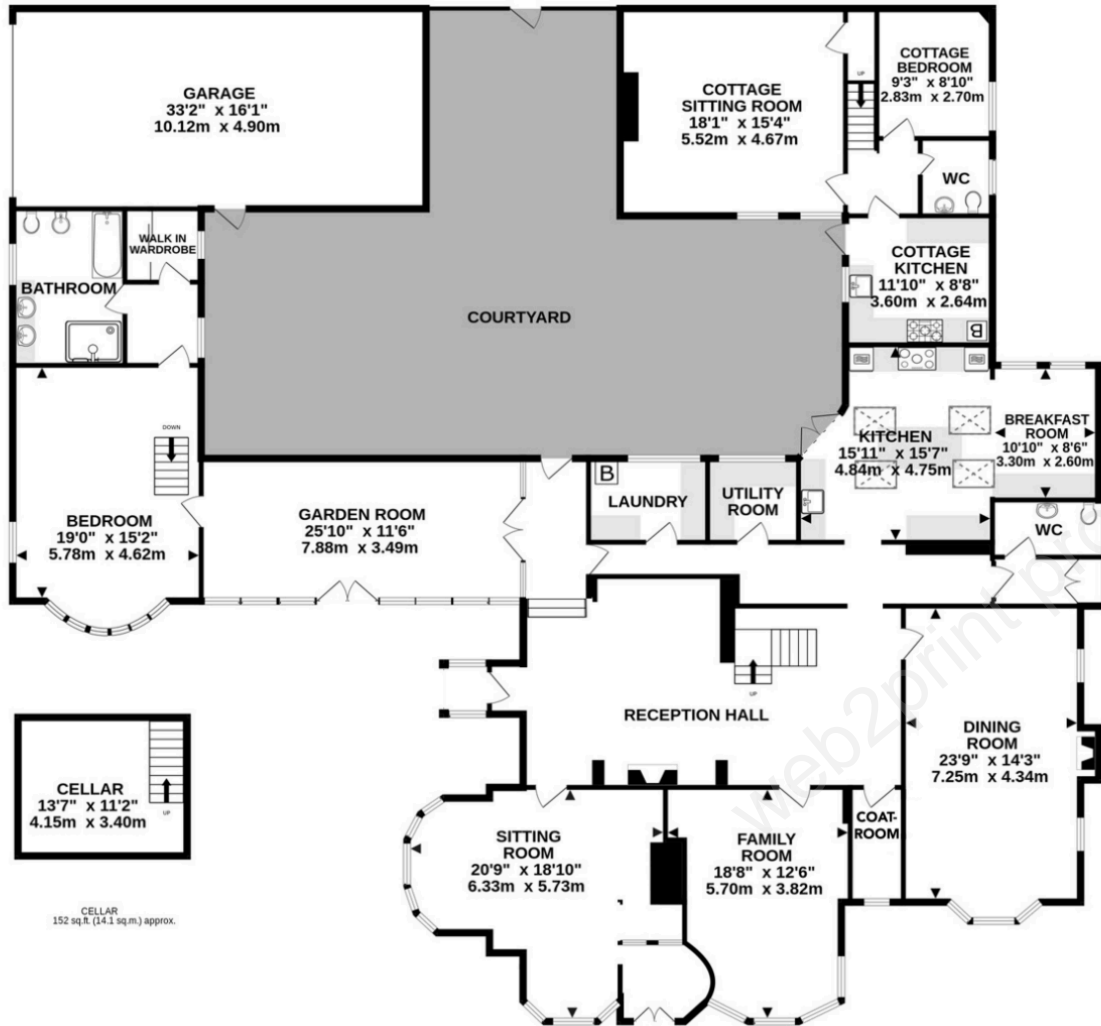 GARAGE
33'2" x 16'1"
10.12m x 4.90m
COTTAGE
SITTING ROOM
18'1" x 15'4"
5.52m x 4.67m
UP
COTTAGE
BEDROOM
9'3" x 8'10"
2.83m x 2.70m
WC
BATHROOM
WALK IN
WARDROBE
COURTYARD
COTTAGE
KITCHEN
11'10" x 8'8"
3.60m x 2.64m
B
DOWN
BEDROOM
19'0" x 15'2"
5.78m x 4.62m
GARDEN ROOM
25'10" x 11'6"
7.88m x 3.49m
B
LAUNDRY
UTILITY
ROOM
KITCHEN
15'11" x 15'7"
4.84m x 4.75m
BREAKFAST
ROOM
10'10" x 8'6"
3.30m x 2.60m
WC
UP
RECEPTION HALL
DINING
ROOM
23'9" x 14'3"
7.25m x 4.34m
CELLAR
13'7" x 11'2"
4.15m x 3.40m
UP
CELLAR
152 sq.ft. (14.1 sq.m.) approx.
SITTING
ROOM
20'9" x 18'10"
6.33m x 5.73m
FAMILY
ROOM
18'8" x 12'6"
5.70m x 3.82m
COAT-
ROOM
web2print